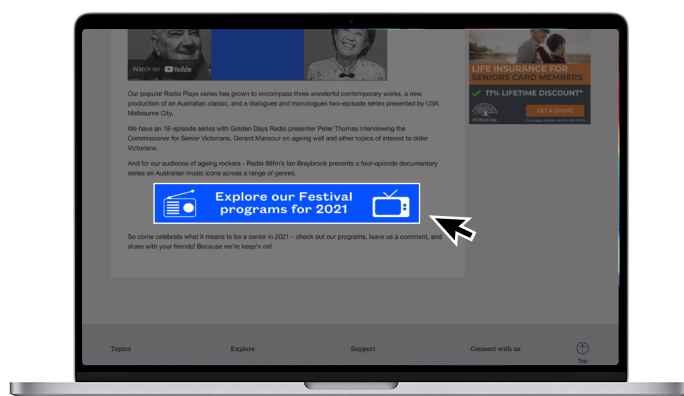 Watch on YouTube
LIFE INSURANCE FOR
SENIORS CARD MEMBERS
17% LIFETIME DISCOUNT*
GET A QUOTE
Our popular Radio Plays series has grown to encompass three wonderful contemporary works, a new
production of an Australian classic, and a dialogues and monologues two-episode series presented by U3A
Melbourne City.
We have an 18-episode series with Golden Days Radio presenter Peter Thomas interviewing the
Commissioner for Senior Victorians, Gerard Mansour on ageing well and other topics of interest to older
Victorians.
And for our audience of ageing rockers - Radio 88fm's Ian Braybrock presents a four-episode documentary
series on Australian music icons across a range of genres.
Explore our Festival
programs for 2021
So come celebrate what it means to be a senior in 2021 – check out our programs, leave us a comment, and
share with your friends! Because we're keep'n on!
Topics
Explore
Support
Connect with us
Top